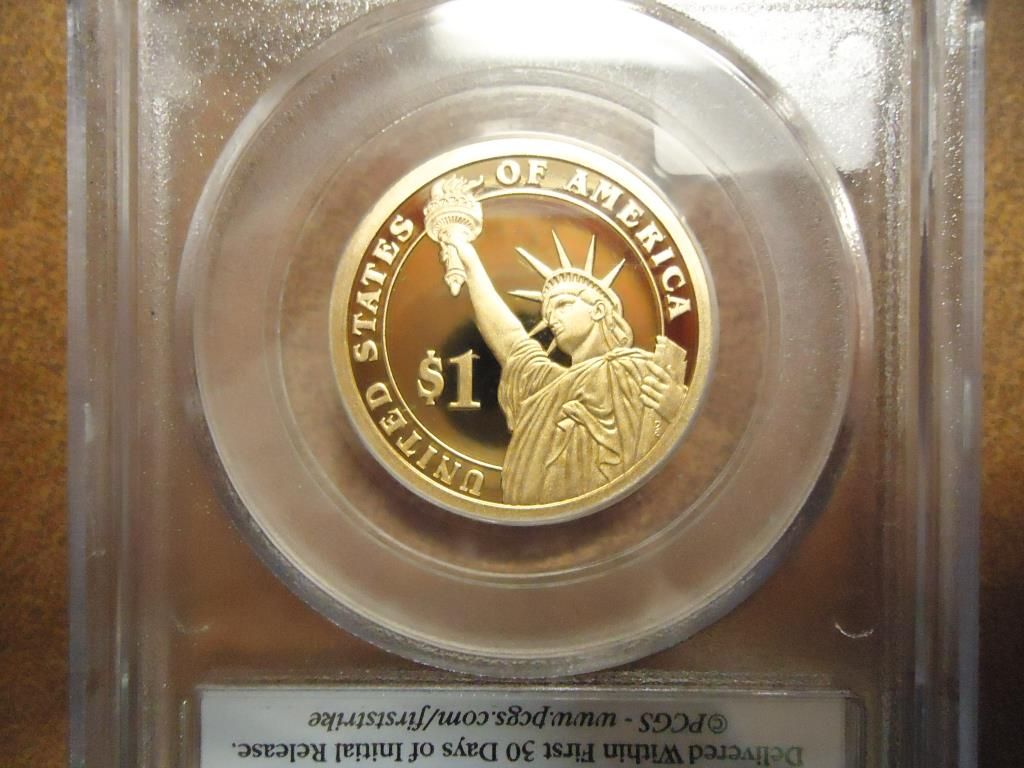 UNITED STATES OF AMERICA
$1
Delivered Within First 30 Days of Initial Release.
©PCGS - www.pcgs.com/firststrike